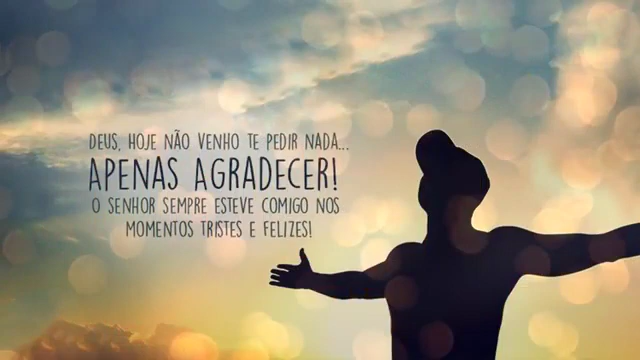 DEUS, HOJE NÃO VENHO TE PEDIR NADA...
APENAS AGRADECER!
O SENHOR SEMPRE ESTEVE COMIGO NOS
MOMENTOS TRISTES E FELIZES!